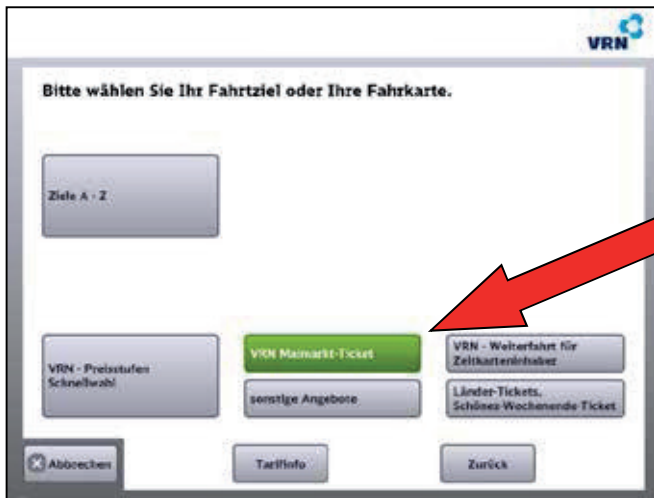 VRN
Bitte wählen Sie Ihr Fahrtziel oder Ihre Fahrkarte.
Ziele A - Z
VRN - Preisstufen
Schnellwahl
VRN Maimarkt-Ticket
VRN - Weiterfahrt für
Zeitkarteninhaber
sonstige Angebote
Länder-Tickets,
Schönes-Wochenende-Ticket
Abbrechen
Tarifinfo
Zurück